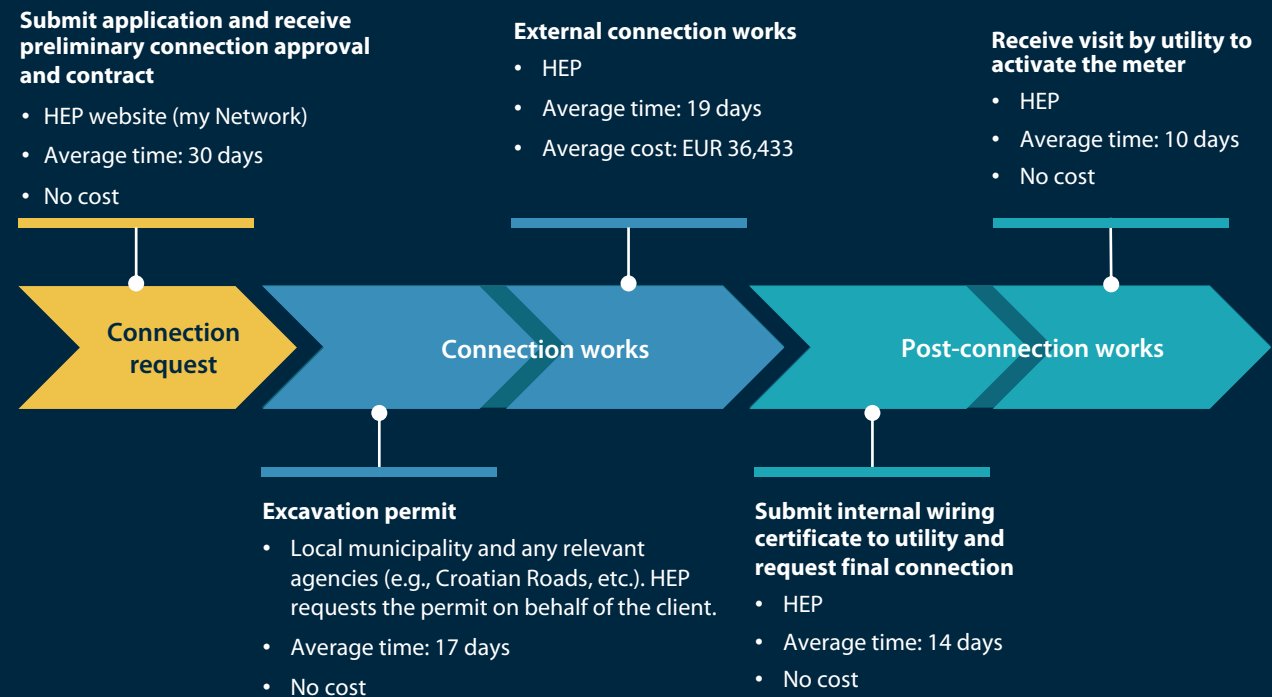 Submit application and receive
preliminary connection approval
and contract
• HEP website (my Network)
• Average time: 30 days
• No cost
External connection works
• HEP
• Average time: 19 days
• Average cost: EUR 36,433
Receive visit by utility to
activate the meter
• HEP
• Average time: 10 days
• No cost
Connection
request
Connection works
Post-connection works
Excavation permit
• Local municipality and any relevant
agencies (e.g., Croatian Roads, etc.). HEP
requests the permit on behalf of the client.
• Average time: 17 days
• No cost
Submit internal wiring
certificate to utility and
request final connection
• HEP
• Average time: 14 days
• No cost